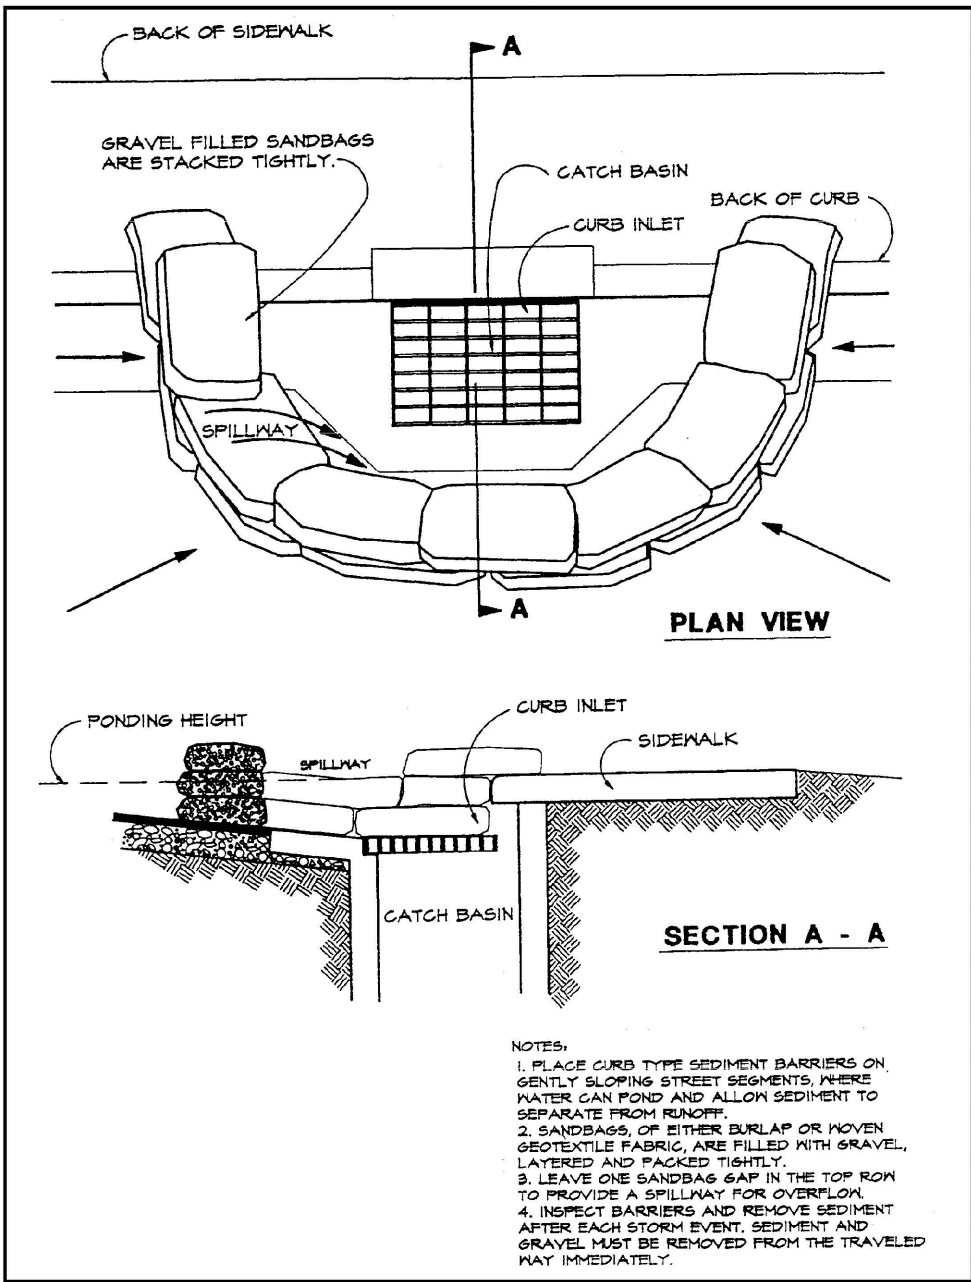 BACK OF SIDEWALK
A
GRAVEL FILLED SANDBAGS
ARE STACKED TIGHTLY.
CATCH BASIN
BACK OF CURB
CURB INLET
SPILLWAY
A
PLAN VIEW
PONDING HEIGHT
CURB INLET
SPILLWAY
SIDEWALK
CATCH BASIN
SECTION A - A
NOTES:
1. PLACE CURB TYPE SEDIMENT BARRIERS ON
GENTLY SLOPING STREET SEGMENTS, WHERE
WATER CAN POND AND ALLOW SEDIMENT TO
SEPARATE FROM RUNOFF.
2. SANDBAGS, OF EITHER BURLAP OR WOVEN
GEOTEXTILE FABRIC, ARE FILLED WITH GRAVEL,
LAYERED AND PACKED TIGHTLY.
3. LEAVE ONE SANDBAG GAP IN THE TOP ROW
TO PROVIDE A SPILLWAY FOR OVERFLOW.
4. INSPECT BARRIERS AND REMOVE SEDIMENT
AFTER EACH STORM EVENT. SEDIMENT AND
GRAVEL MUST BE REMOVED FROM THE TRAVELED
WAY IMMEDIATELY.